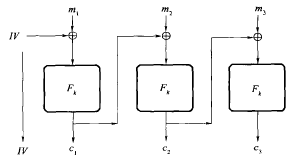 m₁ m₂ m₃
IV
Fₖ Fₖ Fₖ
IV c₁ c₂ c₃